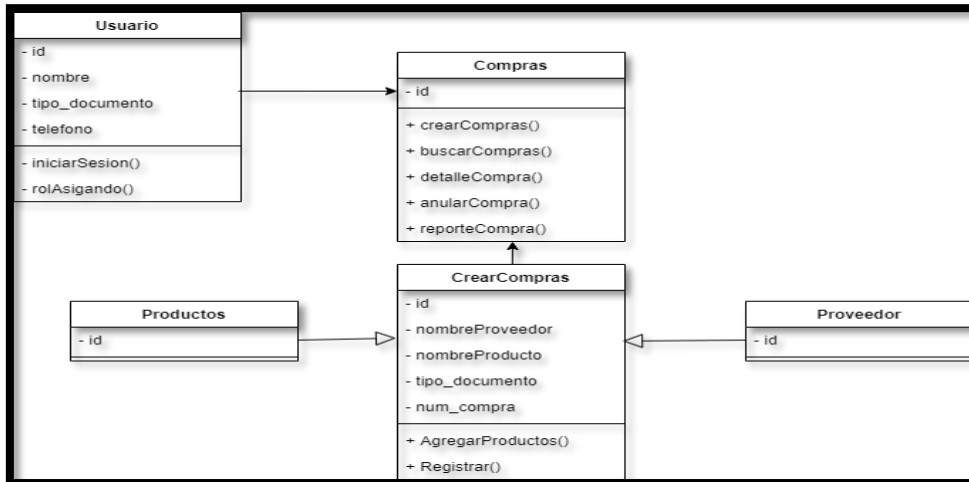 Usuario
- id
- nombre
- tipo_documento
- telefono
- iniciarSesion()
- rolAsigando()
Compras
- id
+ crearCompras()
+ buscarCompras()
+ detalleCompra()
+ anularCompra()
+ reporteCompra()
Productos
- id
CrearCompras
- id
- nombreProveedor
- nombreProducto
- tipo_documento
- num_compra
+ AgregarProductos()
+ Registrar()
Proveedor
- id